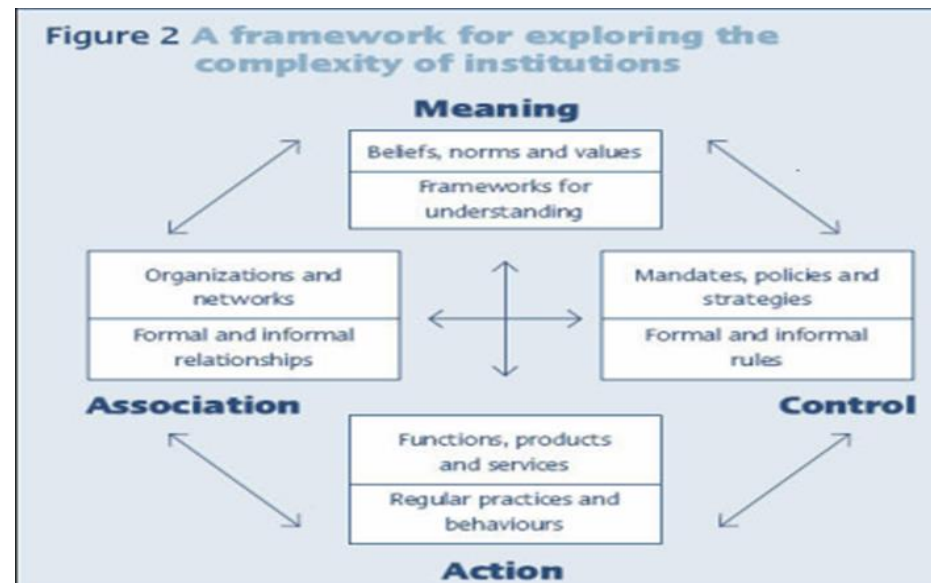 Figure 2 A framework for exploring the
complexity of institutions
Meaning
Beliefs, norms and values
Frameworks for
understanding
Organizations and
networks
Formal and informal
relationships
Association
Mandates, policies and
strategies
Formal and informal
rules
Control
Functions, products
and services
Regular practices and
behaviours
Action